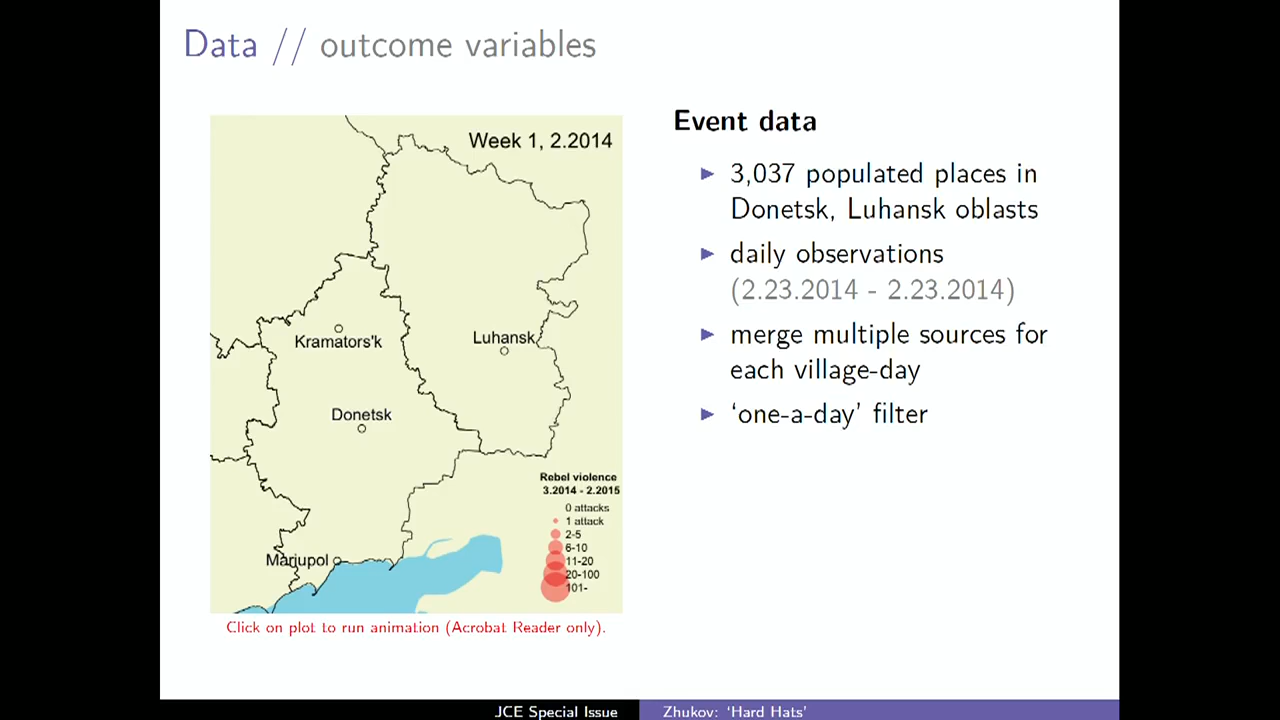 Data // outcome variables
Week 1, 2.2014
Kramators'k
Luhansk
Donetsk
Mariupol
Rebel violence
3.2014 - 2.2015
0 attacks
1 attack
2-5
6-10
11-20
20-100
101-
Click on plot to run animation (Acrobat Reader only).
Event data
3,037 populated places in
Donetsk, Luhansk oblasts
daily observations
(2.23.2014 - 2.23.2014)
merge multiple sources for
each village-day
‘one-a-day’ filter
JCE Special Issue
Zhukov: ‘Hard Hats’